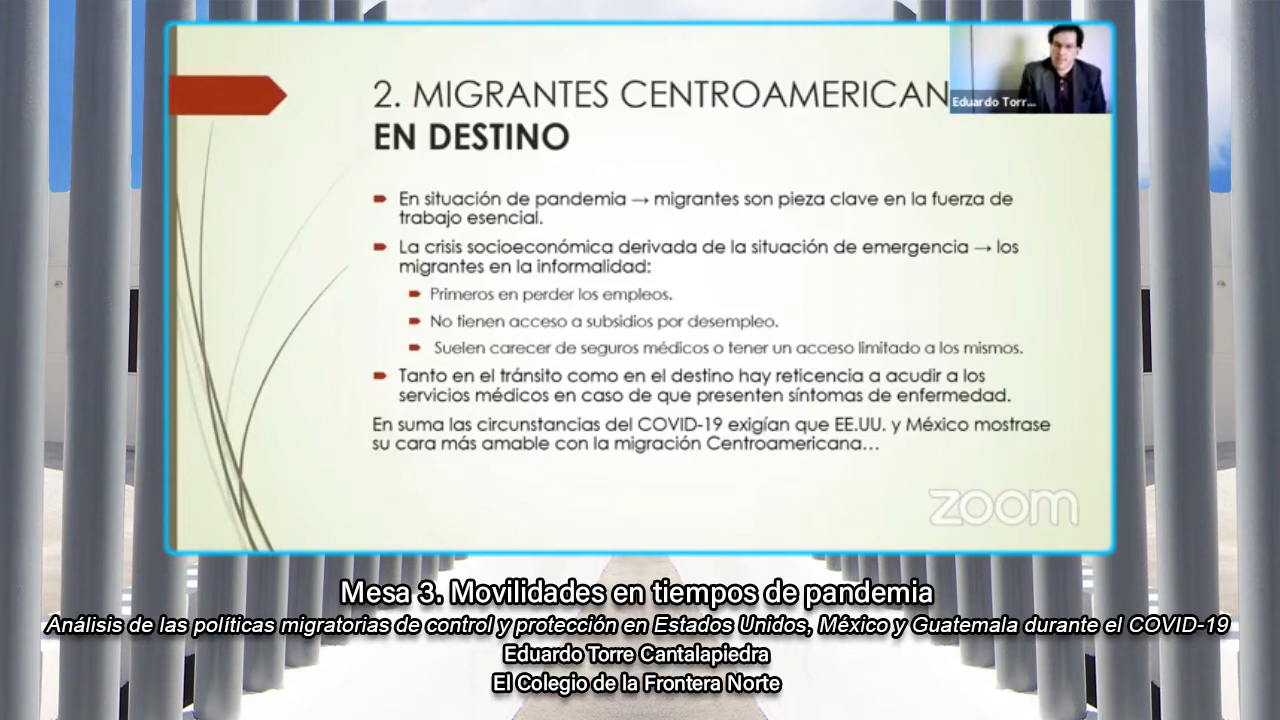 2. MIGRANTES CENTROAMERICAN
EN DESTINO
Eduardo Torr...
En situación de pandemia → migrantes son pieza clave en la fuerza de
trabajo esencial.
La crisis socioeconómica derivada de la situación de emergencia → los
migrantes en la informalidad:
Primeros en perder los empleos.
No tienen acceso a subsidios por desempleo.
Suelen carecer de seguros médicos o tener un acceso limitado a los mismos.
Tanto en el tránsito como en el destino hay reticencia a acudir a los
servicios médicos en caso de que presenten síntomas de enfermedad.
En suma las circunstancias del COVID-19 exigían que EE.UU. y México mostrase
su cara más amable con la migración Centroamericana...
zoom
Mesa 3. Movilidades en tiempos de pandemia
Análisis de las políticas migratorias de control y protección en Estados Unidos, México y Guatemala durante el COVID-19
Eduardo Torre Cantalapiedra
El Colegio de la Frontera Norte